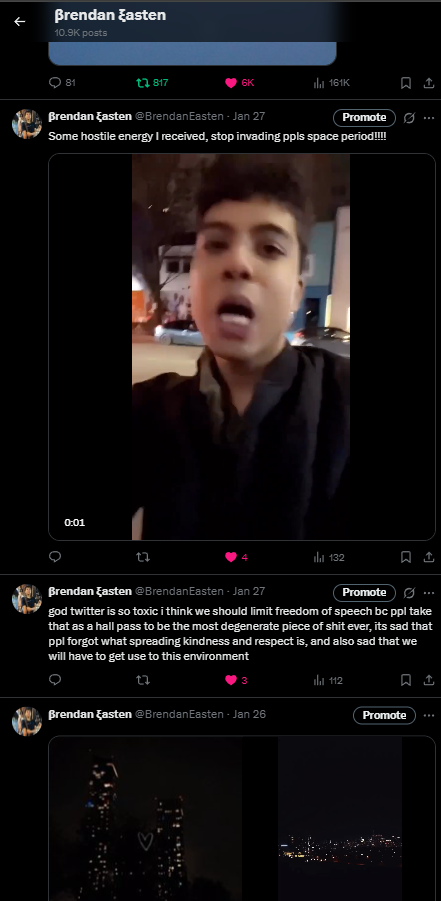 βrendan ξasten
10.9K posts
81 817 6K 161K
βrendan ξasten @BrendanEasten · Jan 27 Promote
Some hostile energy I received, stop invading ppls space period!!!!
0:01
4 132
βrendan ξasten @BrendanEasten · Jan 27 Promote
god twitter is so toxic i think we should limit freedom of speech bc ppl take
that as a hall pass to be the most degenerate piece of shit ever, its sad that
ppl forgot what spreading kindness and respect is, and also sad that we
will have to get use to this environment
3 112
βrendan ξasten @BrendanEasten · Jan 26 Promote